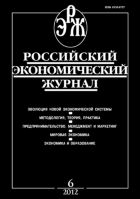 РЭЖ
РОССИЙСКИЙ
ЭКОНОМИЧЕСКИЙ
ЖУРНАЛ
ЭВОЛЮЦИЯ НОВОЙ ЭКОНОМИЧЕСКОЙ СИСТЕМЫ
МЕТОДОЛОГИЯ, ТЕОРИЯ, ПРАКТИКА
ПРЕДПРИНИМАТЕЛЬСТВО, МЕНЕДЖМЕНТ И МАРКЕТИНГ
МИРОВАЯ ЭКОНОМИКА
ЭКОНОМИКА И ОБРАЗОВАНИЕ
6
2012